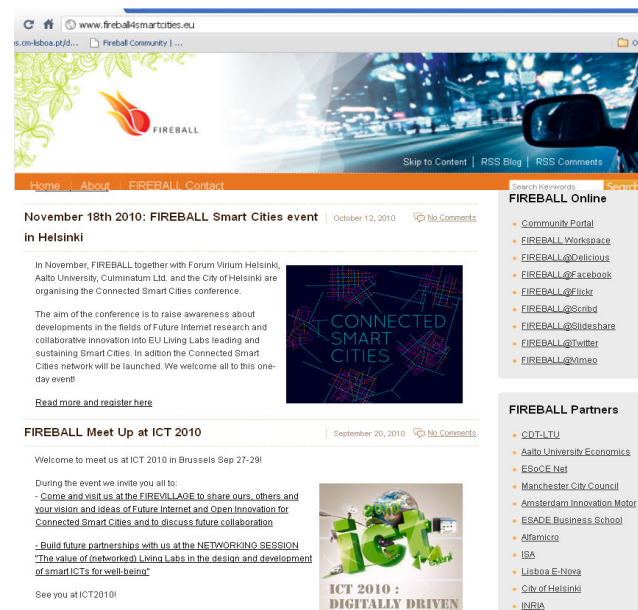 www.fireball4smartcities.eu
s.cm-lisboa.pt/d... Fireball Community | ...
FIREBALL
Skip to Content | RSS Blog | RSS Comments
Home | About | FIREBALL Contact
Search Keywords Search
November 18th 2010: FIREBALL Smart Cities event
in Helsinki
October 12, 2010 No Comments
In November, FIREBALL together with Forum Virium Helsinki,
Aalto University, Culminatum Ltd. and the City of Helsinki are
organising the Connected Smart Cities conference.
The aim of the conference is to raise awareness about
developments in the fields of Future Internet research and
collaborative innovation into EU Living Labs leading and
sustaining Smart Cities. In adition the Connected Smart
Cities network will be launched. We welcome all to this one-
day event!
Read more and register here
CONNECTED
SMART
CITIES
FIREBALL Meet Up at ICT 2010
September 20, 2010 No Comments
Welcome to meet us at ICT 2010 in Brussels Sep 27-29!
During the event we invite you all to:
- Come and visit us at the FIREVILLAGE to share ours, others and
your vision and ideas of Future Internet and Open Innovation for
Connected Smart Cities and to discuss future collaboration
- Build future partnerships with us at the NETWORKING SESSION
"The value of (networked) Living Labs in the design and development
of smart ICTs for well-being"
See you at ICT2010!
2010
ict
event
ICT 2010 :
DIGITALLY DRIVEN
FIREBALL Online
Community Portal
FIREBALL Workspace
FIREBALL@Delicious
FIREBALL@Facebook
FIREBALL@Flickr
FIREBALL@Scribd
FIREBALL@Slideshare
FIREBALL@Twitter
FIREBALL@Vimeo
FIREBALL Partners
CDT-LTU
Aalto University Economics
ESoCE Net
Manchester City Council
Amsterdam Innovation Motor
ESADE Business School
Alfamicro
ISA
Lisboa E-Nova
City of Helsinki
INRIA